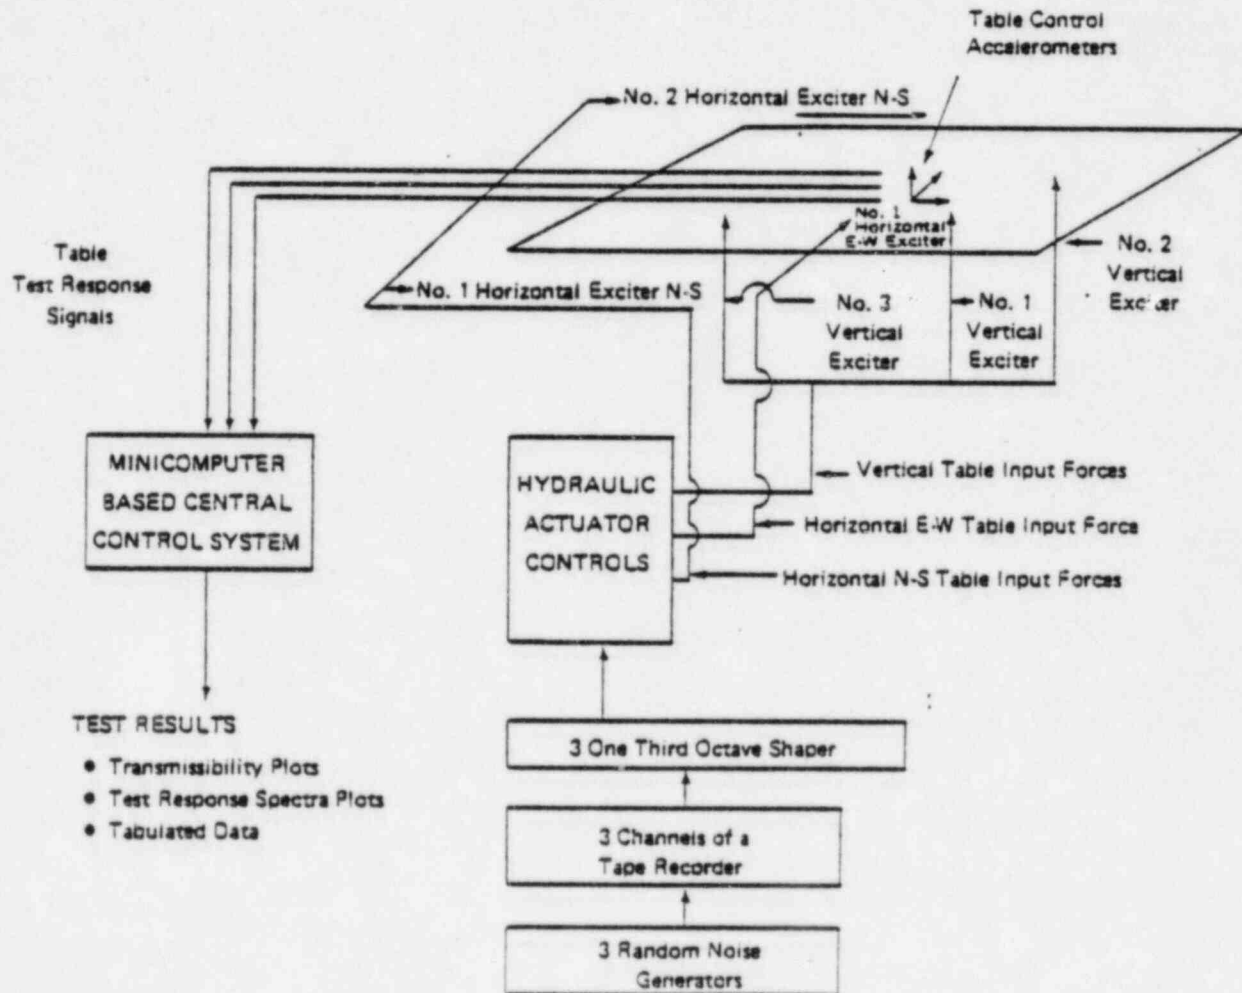 Table Control
Accelerometers
No. 2 Horizontal Exciter N-S
No. 1
Horizontal
E-W Exciter
No. 2
Vertical
Exciter
Table
Test Response
Signals
No. 1 Horizontal Exciter N-S
No. 3
Vertical
Exciter
No. 1
Vertical
Exciter
MINICOMPUTER
BASED CENTRAL
CONTROL SYSTEM
HYDRAULIC
ACTUATOR
CONTROLS
Vertical Table Input Forces
Horizontal E-W Table Input Force
Horizontal N-S Table Input Forces
TEST RESULTS
• Transmissibility Plots
• Test Response Spectra Plots
• Tabulated Data
3 One Third Octave Shaper
3 Channels of a
Tape Recorder
3 Random Noise
Generators